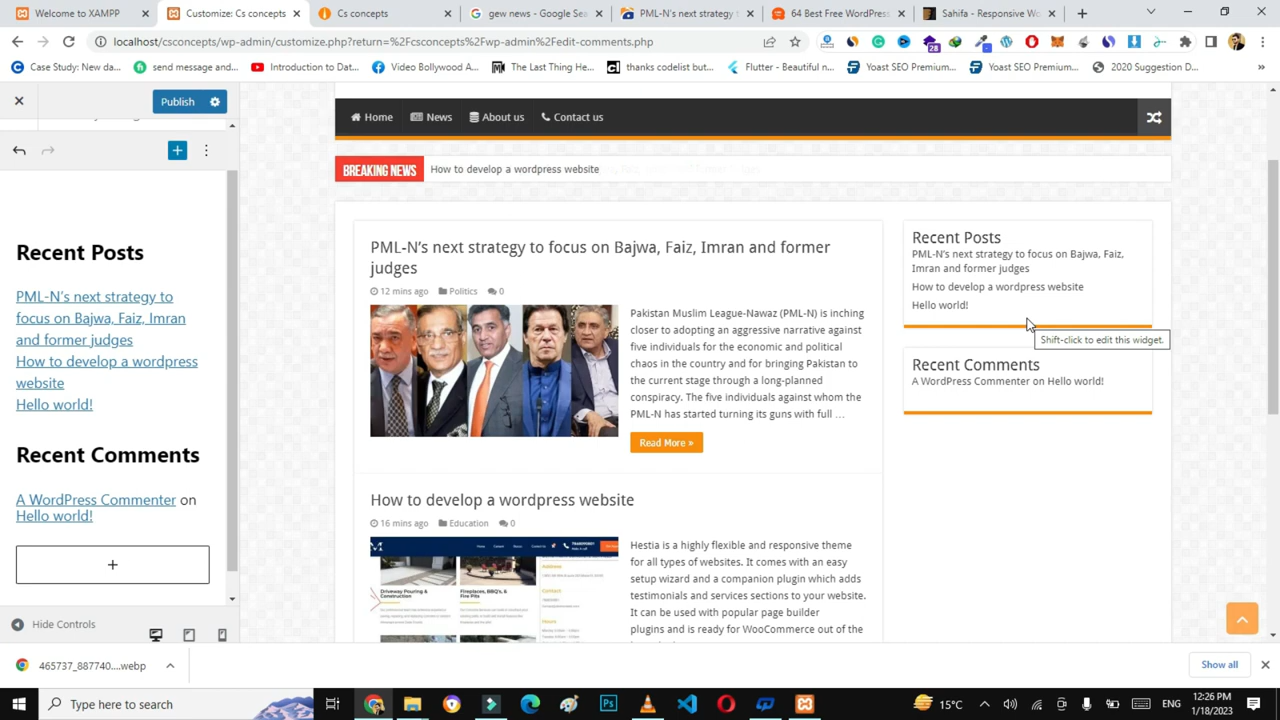 Welcome to XAMPP
Customize: Cs concepts
Cs concepts
gew news - Google Sea
PML-N's next strategy t
64 Best Free WordPress
Sahifa - Responsive Wo
localhost/csconcepts/wp-admin/customize.php?return=%2Fcsconcepts%2Fwp-admin%2Fedit-comments.php
28
Case Study: New da...
send message and...
Introduction to Dat...
Video Bollywood A...
The Last Thing He...
thanks codelist but...
Flutter - Beautiful n...
Yoast SEO Premium...
Yoast SEO Premium...
2020 Suggestion D...
Publish
Recent Posts
PML-N's next strategy to
focus on Bajwa, Faiz, Imran
and former judges
How to develop a wordpress
website
Hello world!
Recent Comments
A WordPress Commenter on
Hello world!
Hide Controls
Home
News
About us
Contact us
BREAKING NEWS
How to develop a wordpress website
PML-N's next strategy to focus on Bajwa, Faiz, Imran and former
judges
12 mins ago
Politics
0
Pakistan Muslim League-Nawaz (PML-N) is inching
closer to adopting an aggressive narrative against
five individuals for the economic and political
chaos in the country and for bringing Pakistan to
the current stage through a long-planned
conspiracy. The five individuals against whom the
PML-N has started turning its guns with full …
Read More »
How to develop a wordpress website
16 mins ago
Education
0
Driveway Pouring &
Construction
Fireplaces, BBQ's, &
Fire Pits
Address
Contact
Hours
Hestia is a highly flexible and responsive theme
for all types of websites. It comes with an easy
setup wizard and a companion plugin which adds
testimonials and services sections to your website.
It can be used with popular page builder
plugins and is ready for WooCommerce out of the
Recent Posts
PML-N's next strategy to focus on Bajwa, Faiz,
Imran and former judges
How to develop a wordpress website
Hello world!
Shift-click to edit this widget.
Recent Comments
A WordPress Commenter on Hello world!
465737_887740....webp
Show all
Type here to search
Ps
15°C
ENG
12:26 PM
1/18/2023